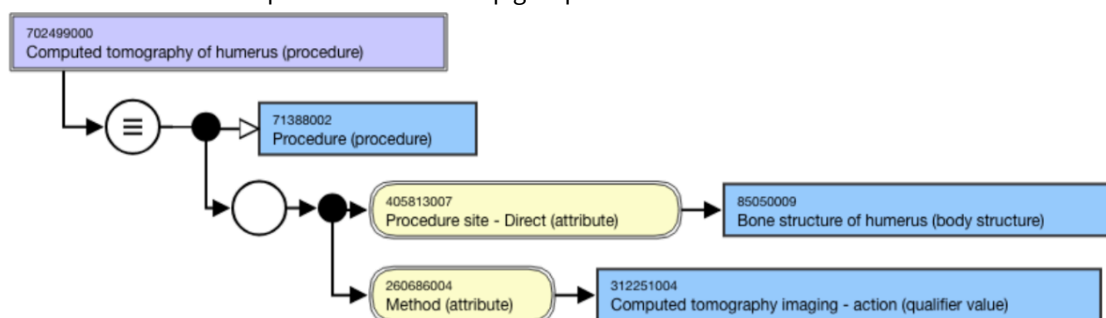 702499000
Computed tomography of humerus (procedure)
71388002
Procedure (procedure)
405813007
Procedure site - Direct (attribute)
85050009
Bone structure of humerus (body structure)
260686004
Method (attribute)
312251004
Computed tomography imaging - action (qualifier value)